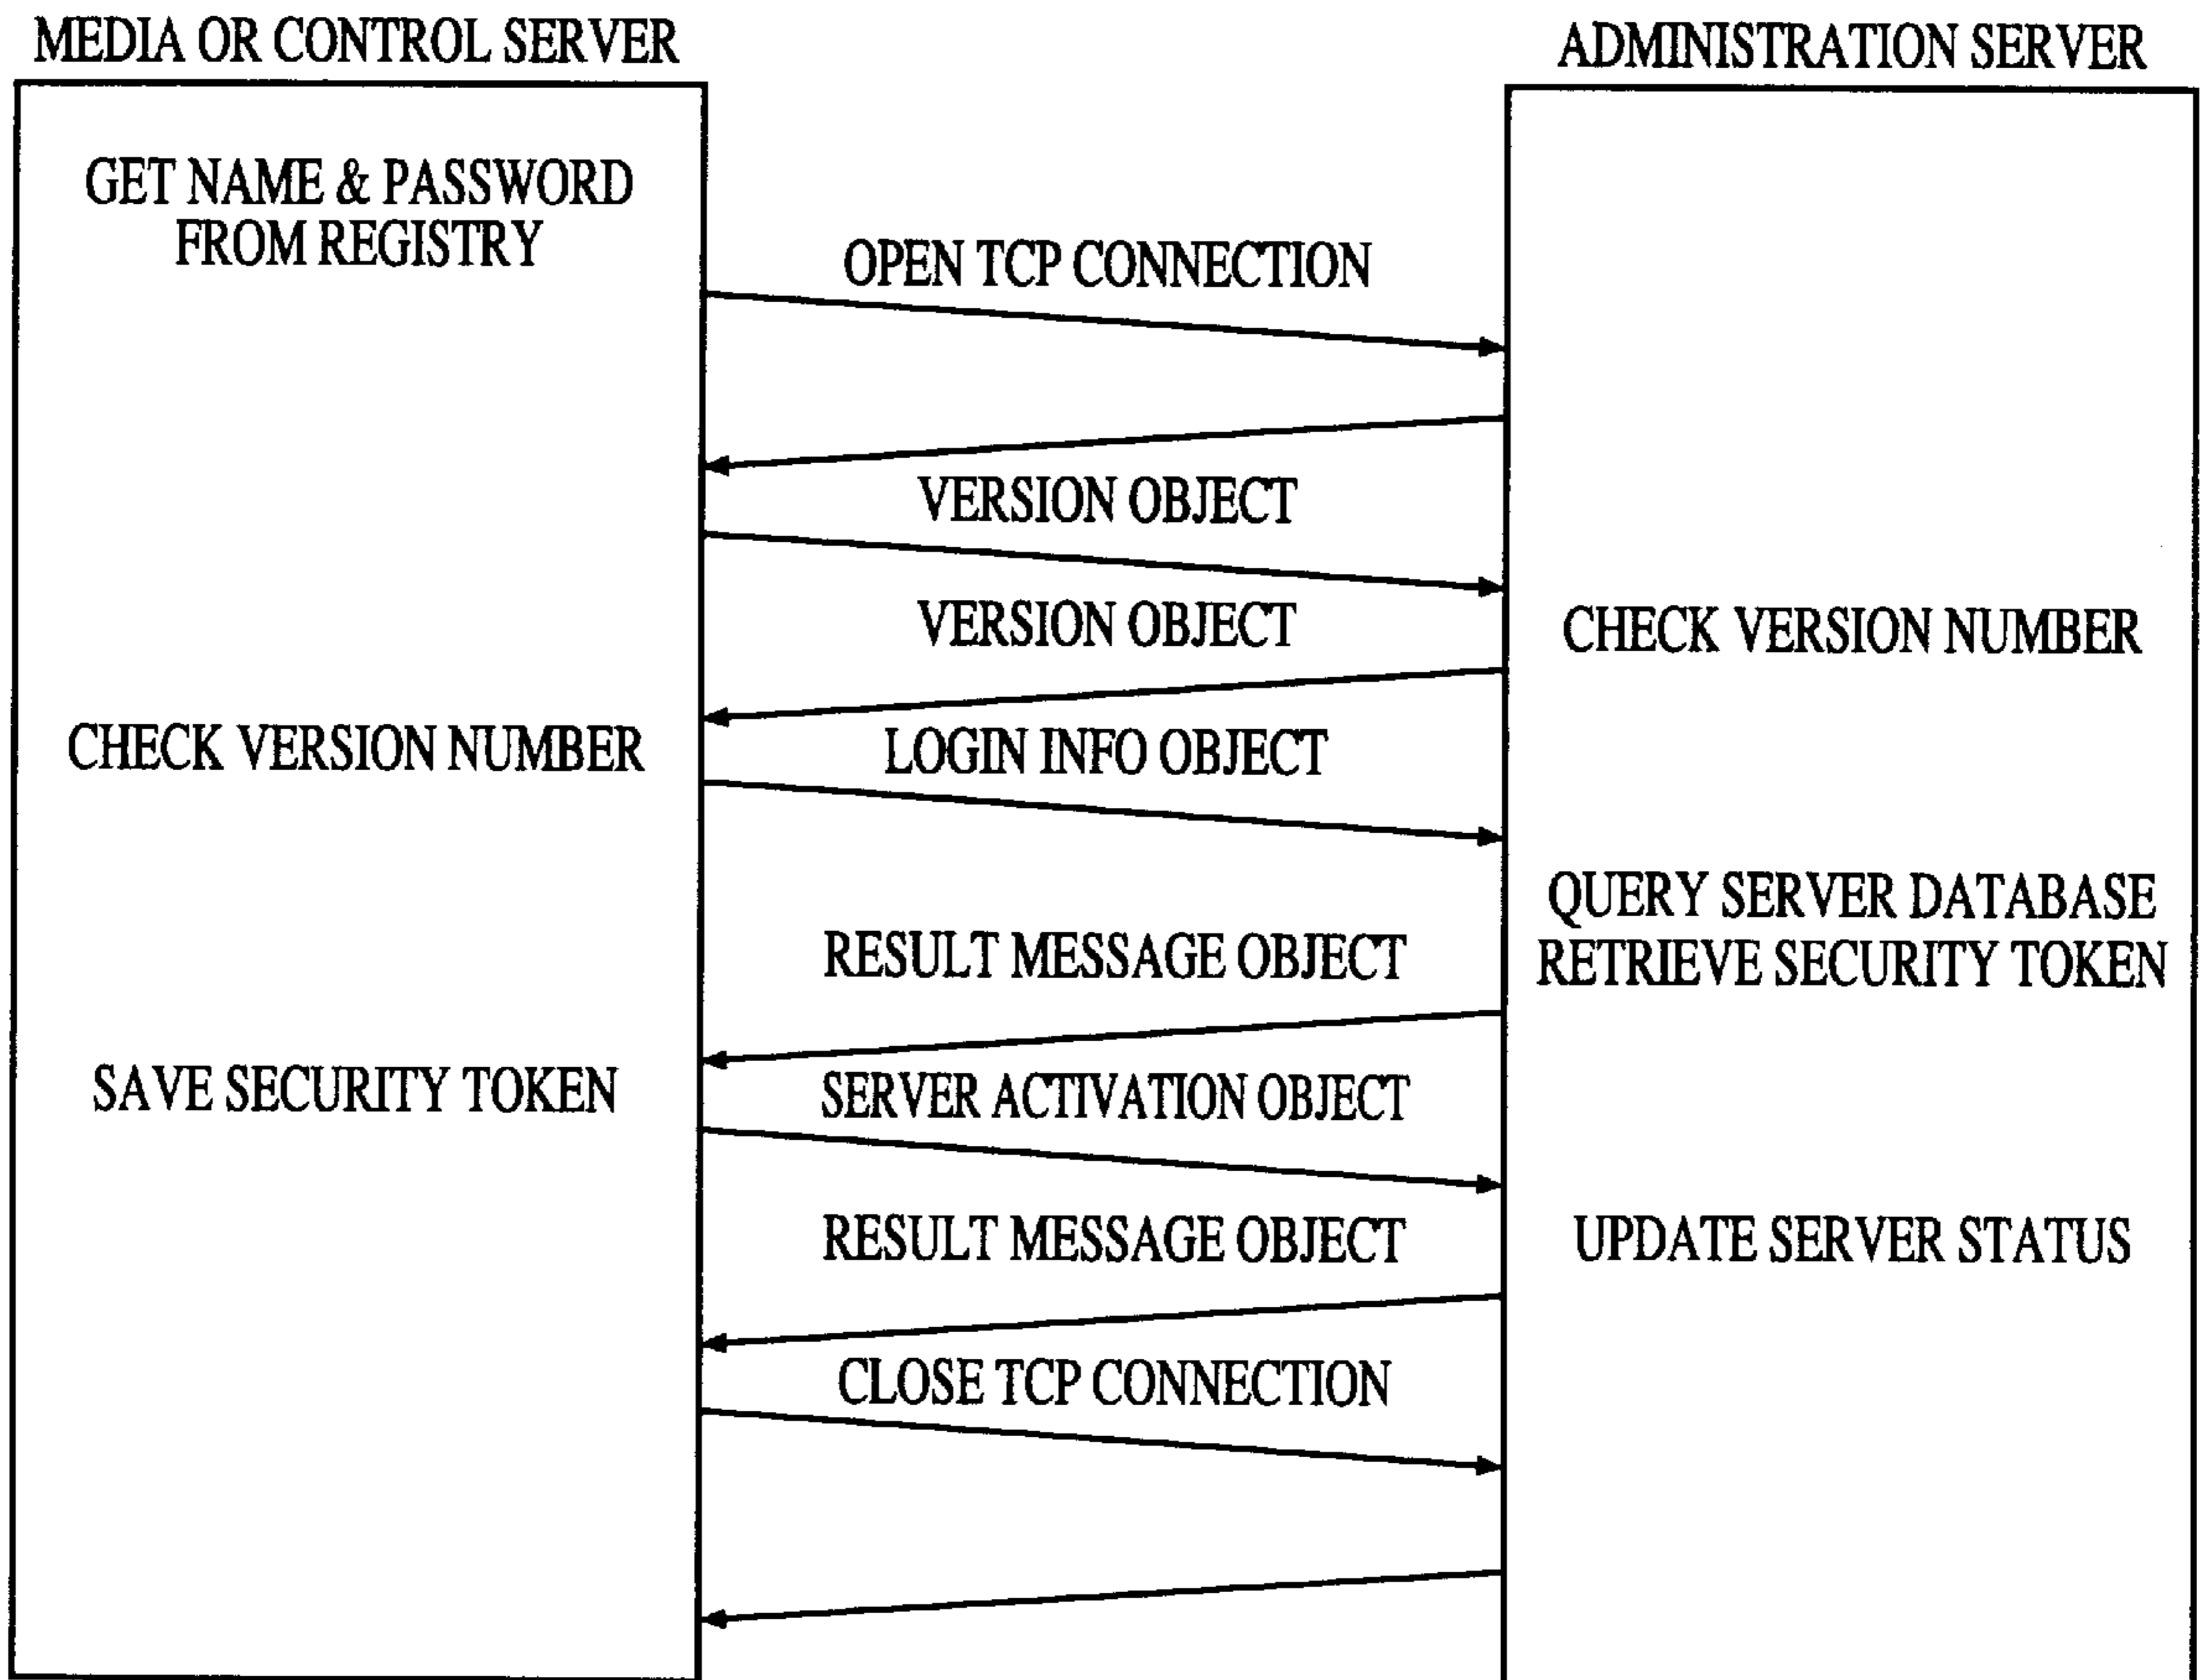 MEDIA OR CONTROL SERVER
ADMINISTRATION SERVER
GET NAME & PASSWORD
FROM REGISTRY
OPEN TCP CONNECTION
VERSION OBJECT
VERSION OBJECT
CHECK VERSION NUMBER
CHECK VERSION NUMBER
LOGIN INFO OBJECT
QUERY SERVER DATABASE
RETRIEVE SECURITY TOKEN
RESULT MESSAGE OBJECT
SAVE SECURITY TOKEN
SERVER ACTIVATION OBJECT
RESULT MESSAGE OBJECT
UPDATE SERVER STATUS
CLOSE TCP CONNECTION